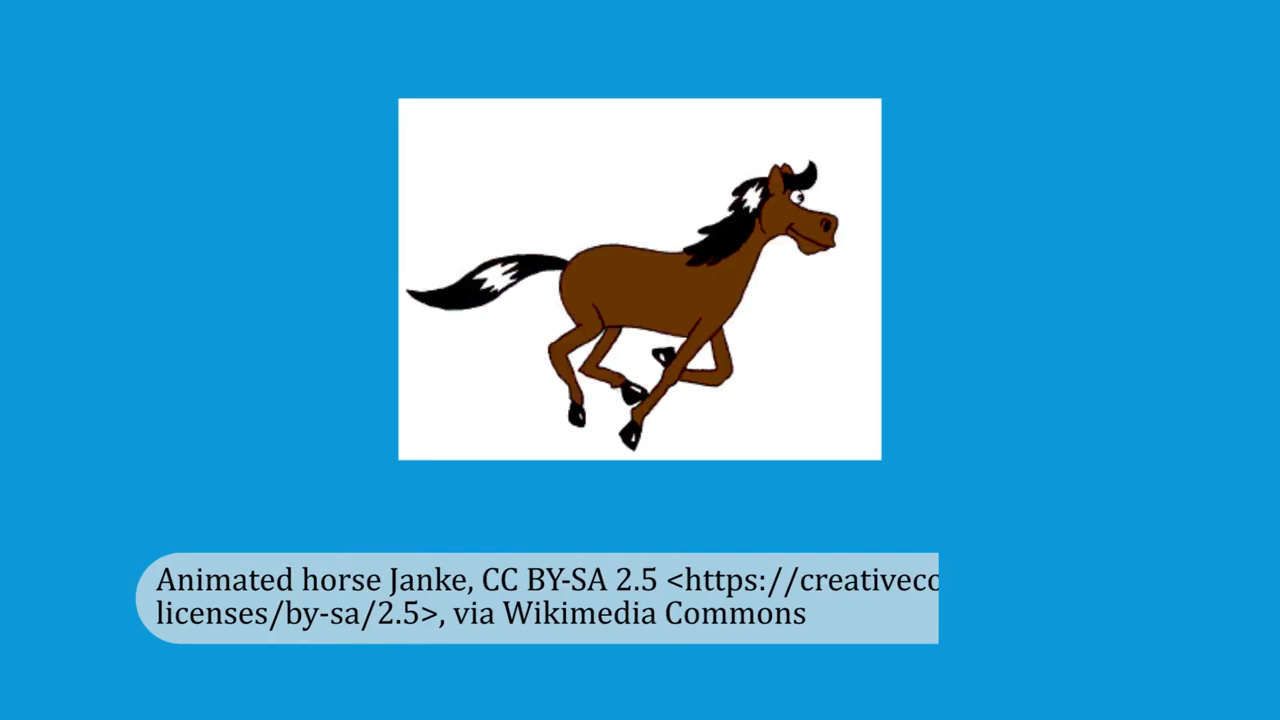 Animated horse Janke, CC BY-SA 2.5 <https://creativeco
licenses/by-sa/2.5>, via Wikimedia Commons